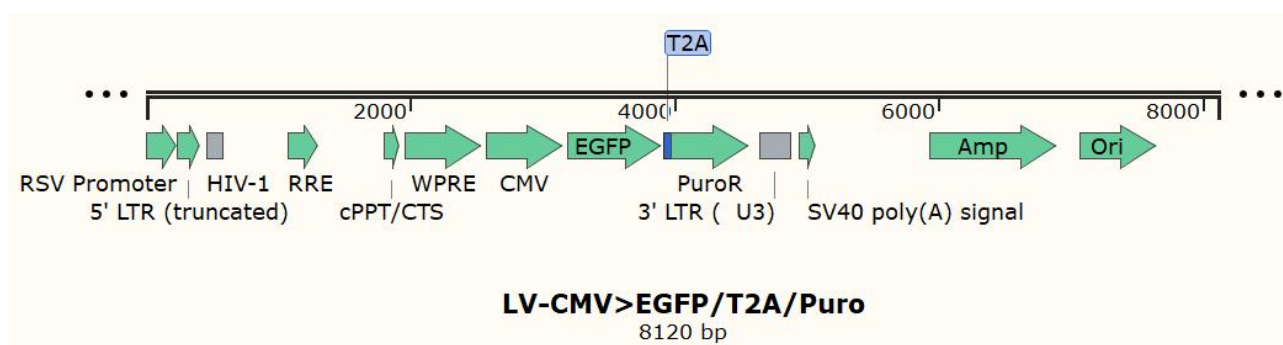 T2A
2000 4000 6000 8000
EGFP Amp Ori
RSV Promoter HIV-1 RRE WPRE CMV PuroR
5' LTR (truncated) cPPT/CTS 3' LTR ( U3) SV40 poly(A) signal
LV-CMV>EGFP/T2A/Puro
8120 bp